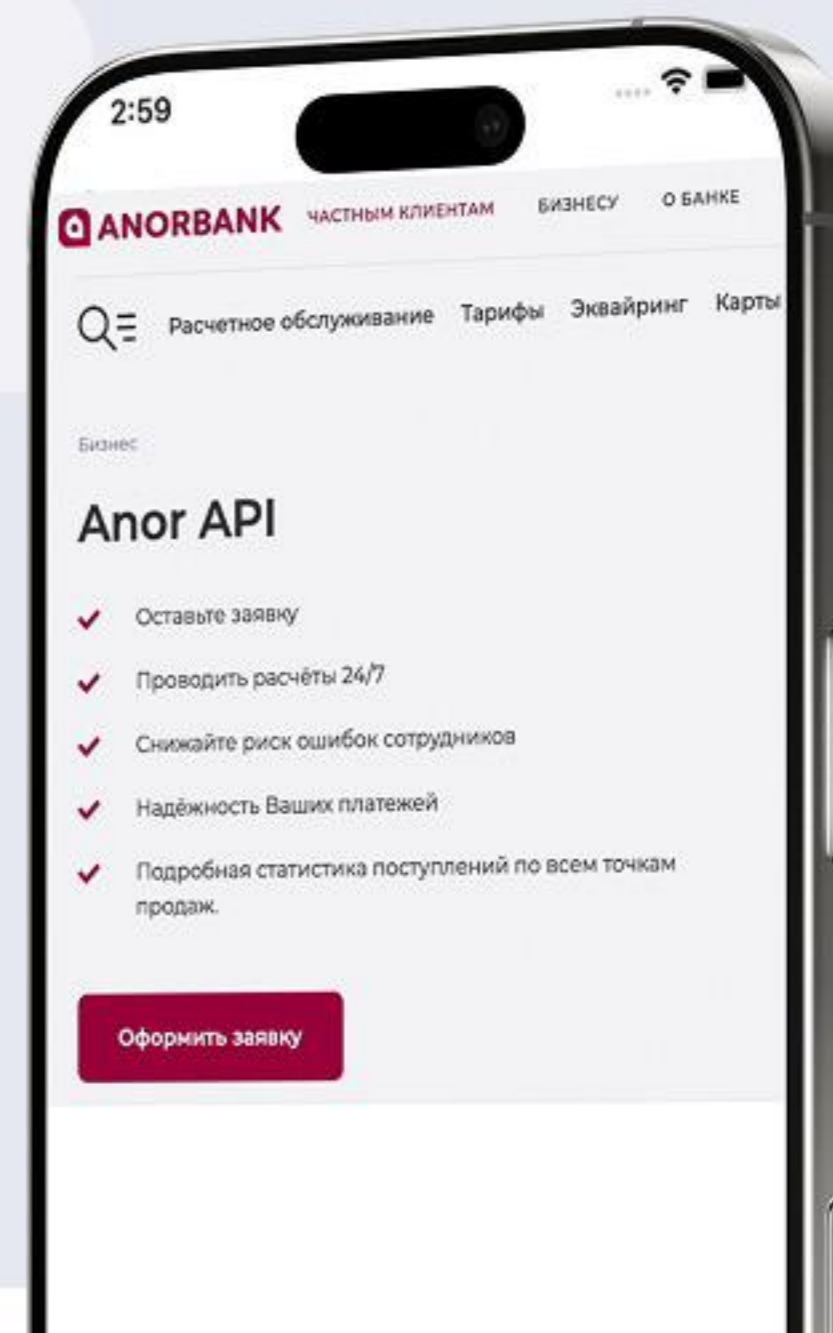 2:59
ANORBANK ЧАСТНЫМ КЛИЕНТАМ БИЗНЕСУ О БАНКЕ
Расчетное обслуживание Тарифы Эквайринг Карты
Бизнес
Anor API
Оставьте заявку
Проводить расчёты 24/7
Снижайте риск ошибок сотрудников
Надёжность Ваших платежей
Подробная статистика поступлений по всем точкам
продаж.
Оформить заявку